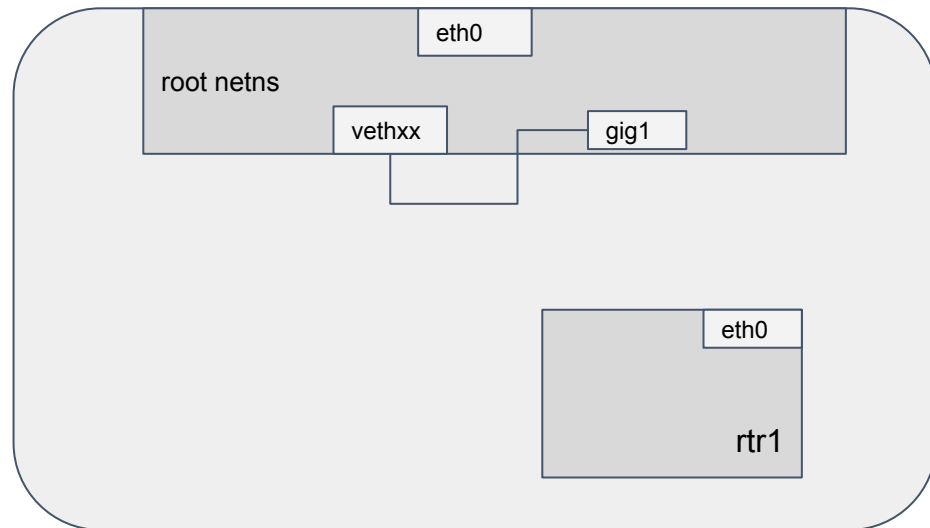 eth0
root netns
vethxx
gig1
eth0
rtr1